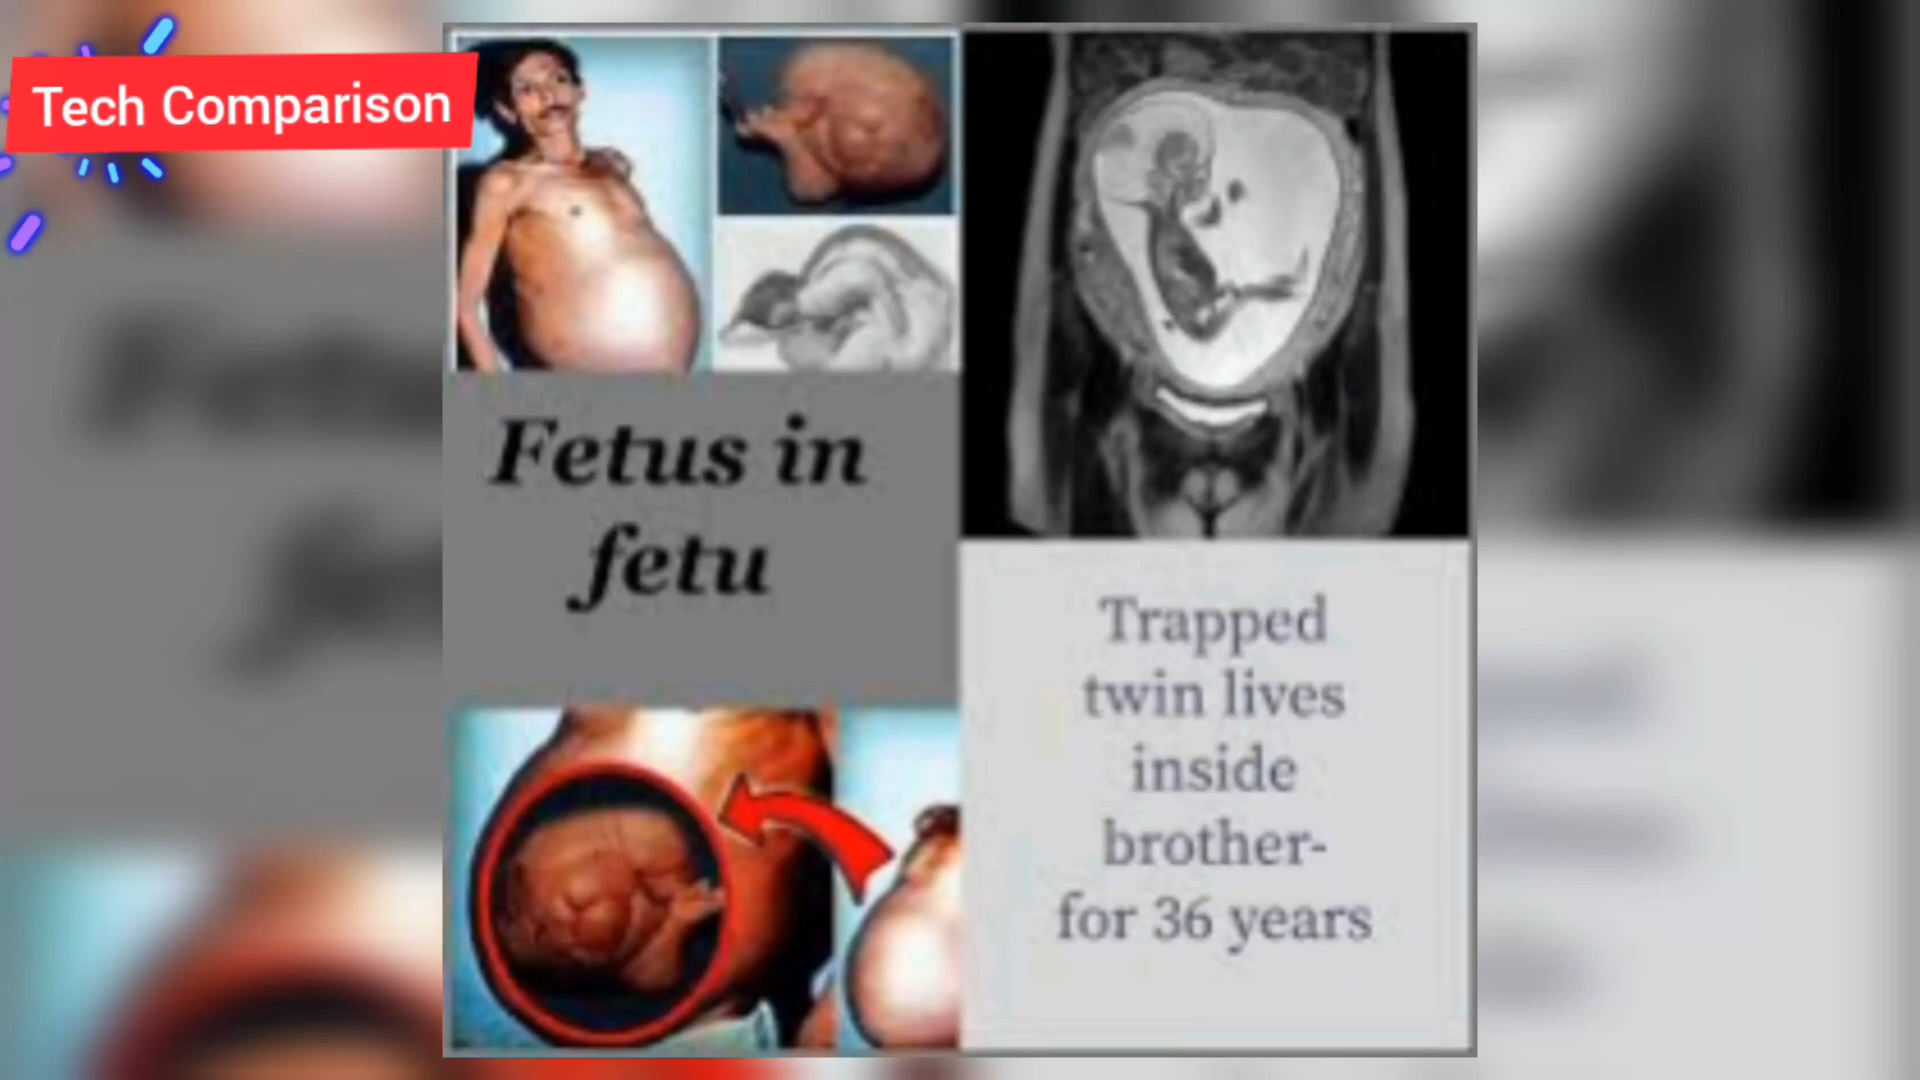 Tech Comparison
Fetus in
fetu
Trapped
twin lives
inside
brother-
for 36 years